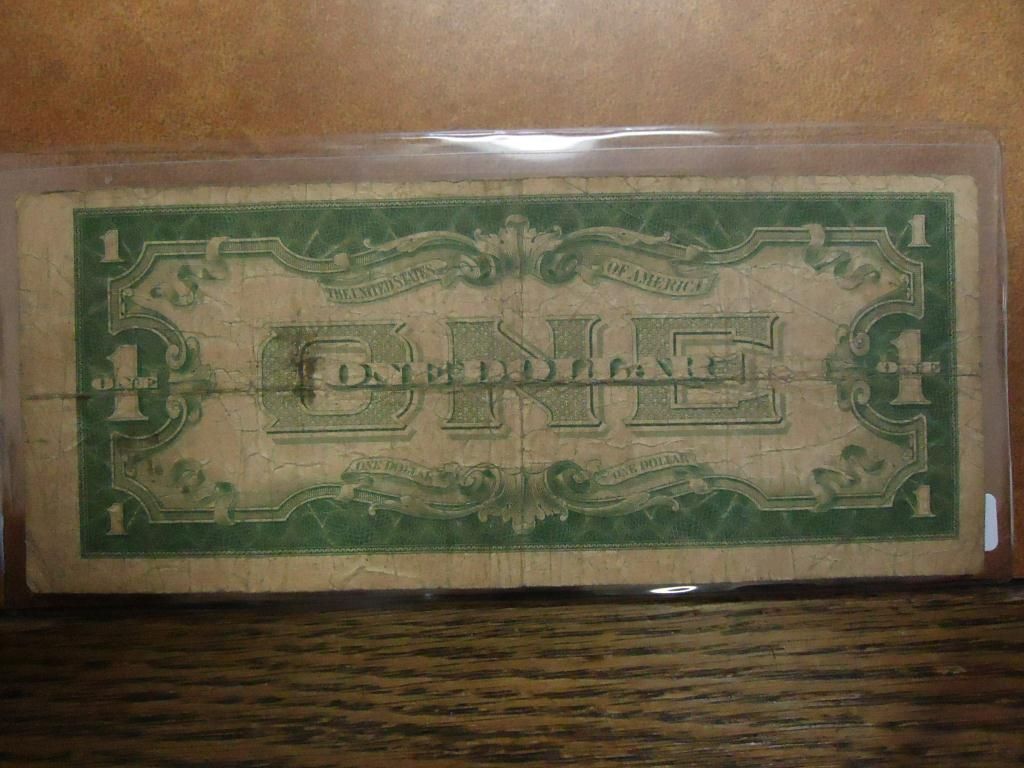 1 1
THE UNITED STATES OF AMERICA
ONE
1 ONE ONE DOLLAR 1 ONE
ONE DOLLAR ONE DOLLAR
1 1